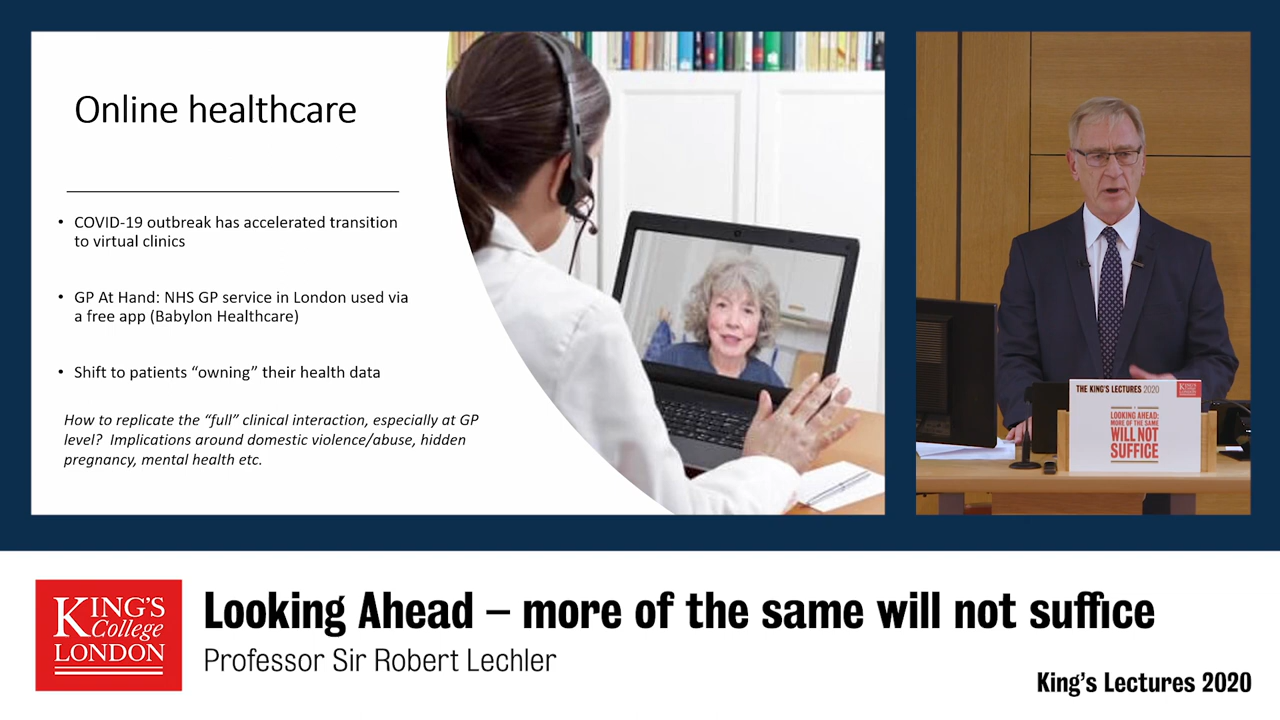 Online healthcare
• COVID-19 outbreak has accelerated transition
to virtual clinics
• GP At Hand: NHS GP service in London used via
a free app (Babylon Healthcare)
• Shift to patients “owning” their health data
How to replicate the “full” clinical interaction, especially at GP
level? Implications around domestic violence/abuse, hidden
pregnancy, mental health etc.
THE KING'S LECTURES 2020
LOOKING AHEAD:
MORE OF THE SAME
WILL NOT
SUFFICE
KING'S
College
LONDON
Looking Ahead – more of the same will not suffice
Professor Sir Robert Lechler
King's Lectures 2020